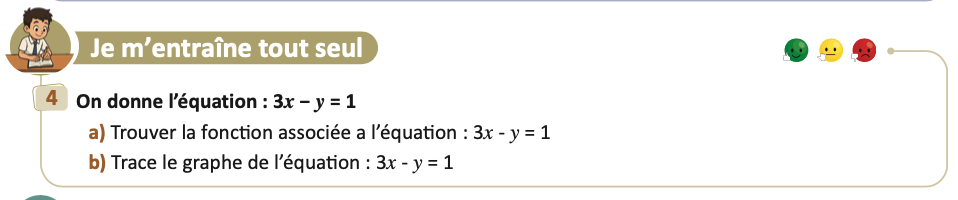 Je m'entraîne tout seul
4 On donne l'équation : 3x – y = 1
a) Trouver la fonction associée a l'équation : 3x - y = 1
b) Trace le graphe de l'équation : 3x - y = 1